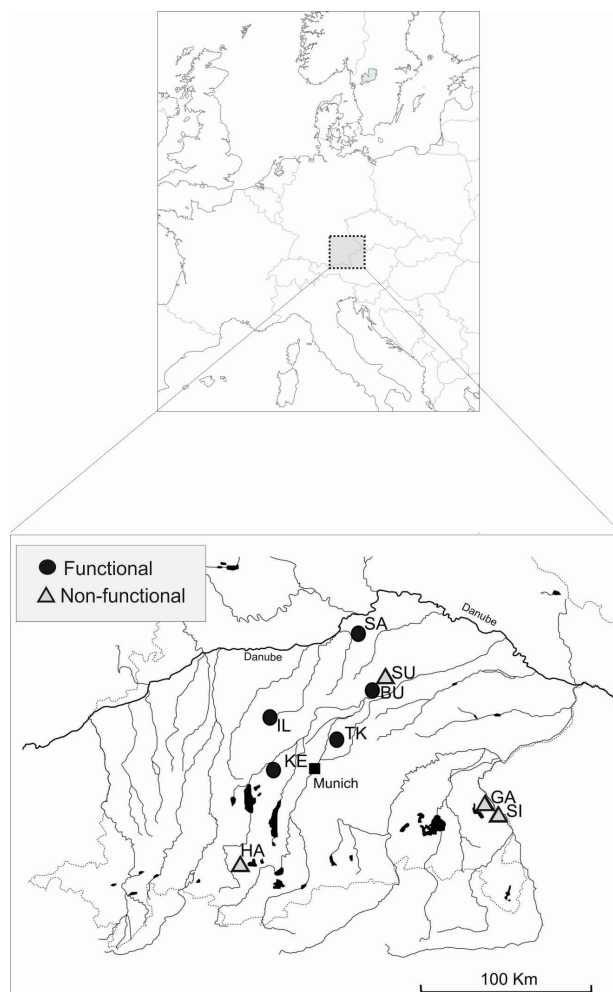 Functional
Non-functional
SA
Danube
Danube
SU
BU
IL
TK
KE
Munich
GA
SI
HA
100 Km